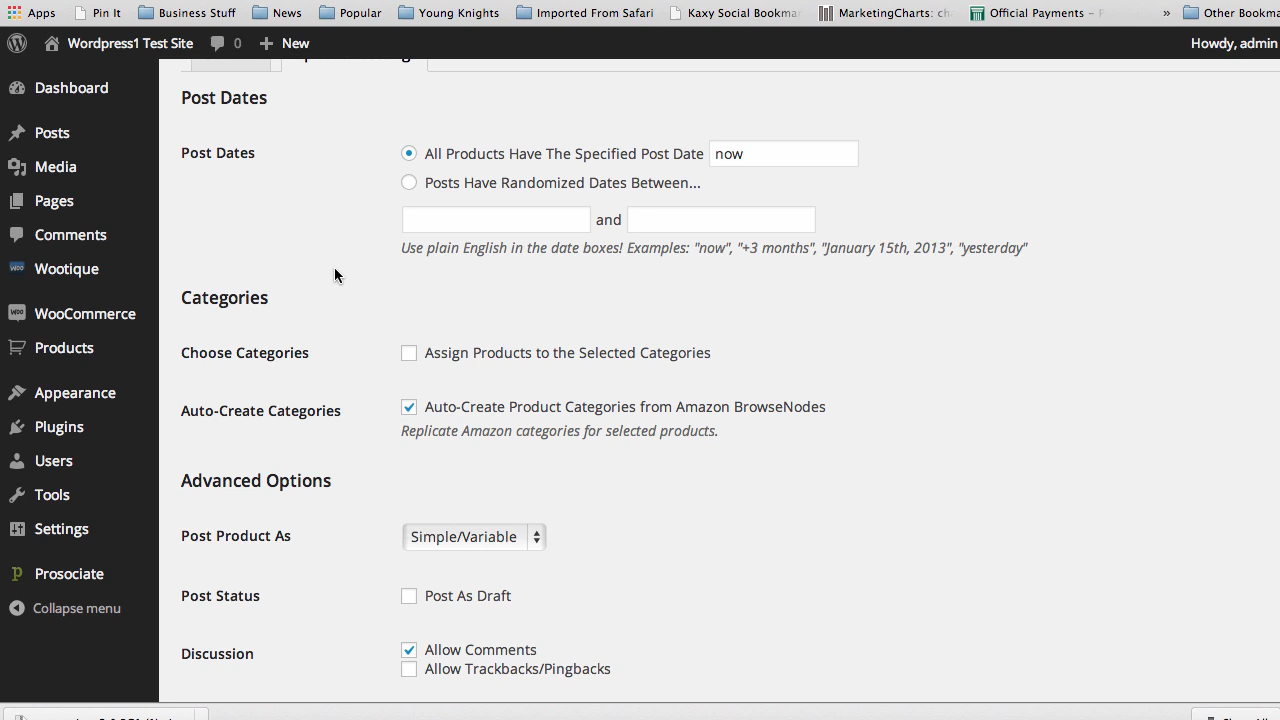 Apps Pin It Business Stuff News Popular Young Knights Imported From Safari Kaxy Social Bookma MarketingCharts: ch Official Payments – P » Other Bookma
Wordpress1 Test Site 0 + New Howdy, admin
Dashboard
Posts
Media
Pages
Comments
Wootique
WooCommerce
Products
Appearance
Plugins
Users
Tools
Settings
Prosociate
Collapse menu
Post Dates
Post Dates
All Products Have The Specified Post Date now
Posts Have Randomized Dates Between...
and
Use plain English in the date boxes! Examples: "now", "+3 months", "January 15th, 2013", "yesterday"
Categories
Choose Categories Assign Products to the Selected Categories
Auto-Create Categories Auto-Create Product Categories from Amazon BrowseNodes
Replicate Amazon categories for selected products.
Advanced Options
Post Product As Simple/Variable
Post Status Post As Draft
Discussion Allow Comments
Allow Trackbacks/Pingbacks